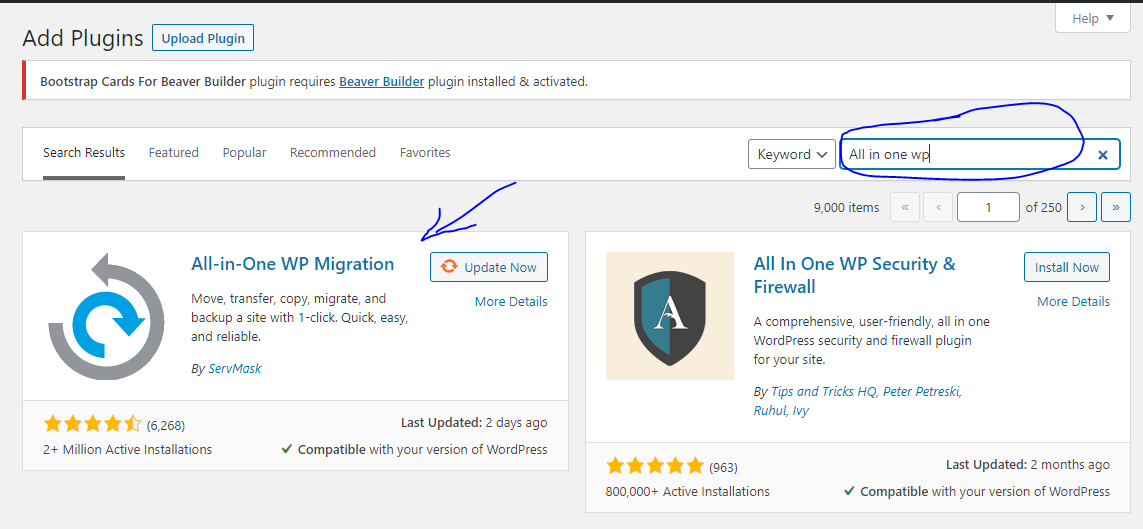 Help ▼
Add Plugins Upload Plugin
Bootstrap Cards For Beaver Builder plugin requires Beaver Builder plugin installed & activated.
Search Results Featured Popular Recommended Favorites Keyword All in one wp ×
9,000 items « ‹ 1 of 250 › »
All-in-One WP Migration
Update Now
More Details
Move, transfer, copy, migrate, and
backup a site with 1-click. Quick, easy,
and reliable.
By ServMask
(6,268)
Last Updated: 2 days ago
2+ Million Active Installations
✔ Compatible with your version of WordPress
All In One WP Security &
Firewall
Install Now
More Details
A
A comprehensive, user-friendly, all in one
WordPress security and firewall plugin
for your site.
By Tips and Tricks HQ, Peter Petreski,
Ruhul, Ivy
(963)
Last Updated: 2 months ago
800,000+ Active Installations
✔ Compatible with your version of WordPress